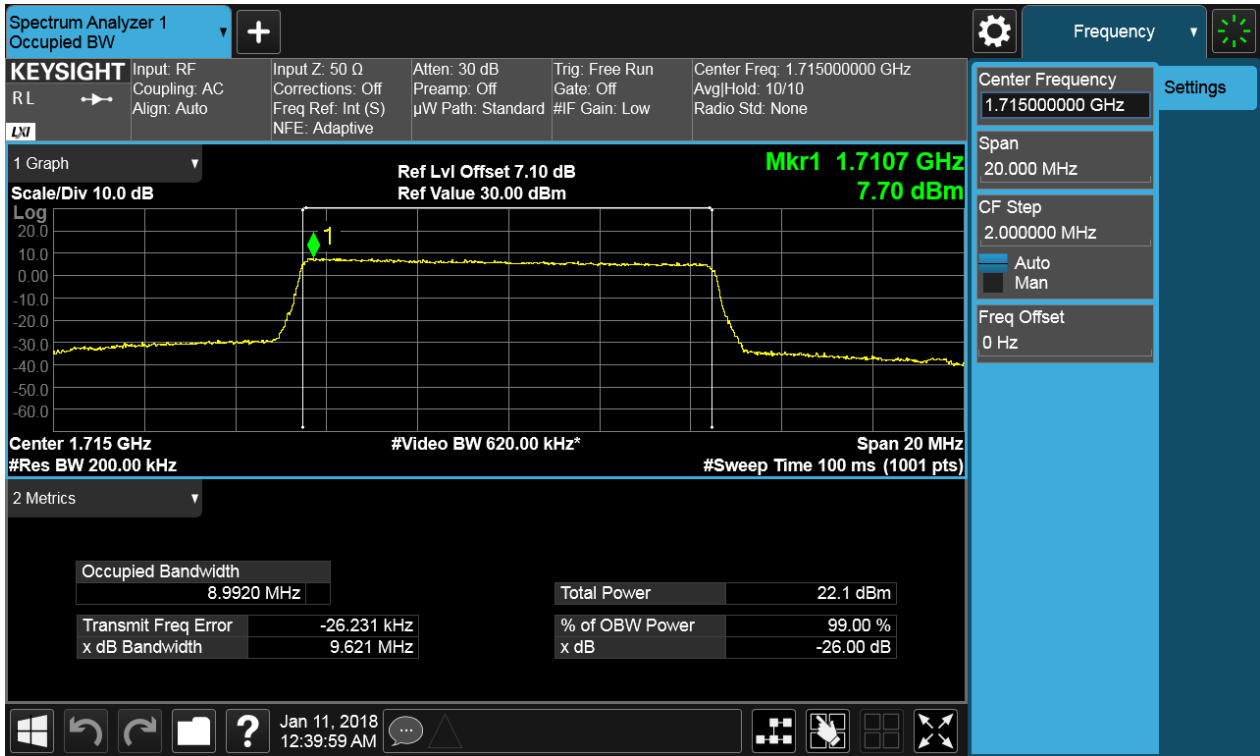 Spectrum Analyzer 1
Occupied BW
+
Frequency
KEYSIGHT
RL
LXI
Input: RF
Coupling: AC
Align: Auto
Input Z: 50 Ω
Corrections: Off
Freq Ref: Int (S)
NFE: Adaptive
Atten: 30 dB
Preamp: Off
µW Path: Standard
Trig: Free Run
Gate: Off
#IF Gain: Low
Center Freq: 1.715000000 GHz
Avg|Hold: 10/10
Radio Std: None
1 Graph
Scale/Div 10.0 dB
Ref Lvl Offset 7.10 dB
Ref Value 30.00 dBm
Mkr1 1.7107 GHz
7.70 dBm
Log
20.0
10.0
0.00
-10.0
-20.0
-30.0
-40.0
-50.0
-60.0
1
Center 1.715 GHz
#Video BW 620.00 kHz*
Span 20 MHz
#Res BW 200.00 kHz
#Sweep Time 100 ms (1001 pts)
2 Metrics
Occupied Bandwidth
8.9920 MHz
Total Power 22.1 dBm
Transmit Freq Error -26.231 kHz
% of OBW Power 99.00 %
x dB Bandwidth 9.621 MHz
x dB -26.00 dB
Center Frequency
1.715000000 GHz
Settings
Span
20.000 MHz
CF Step
2.000000 MHz
Auto
Man
Freq Offset
0 Hz
?
Jan 11, 2018
12:39:59 AM